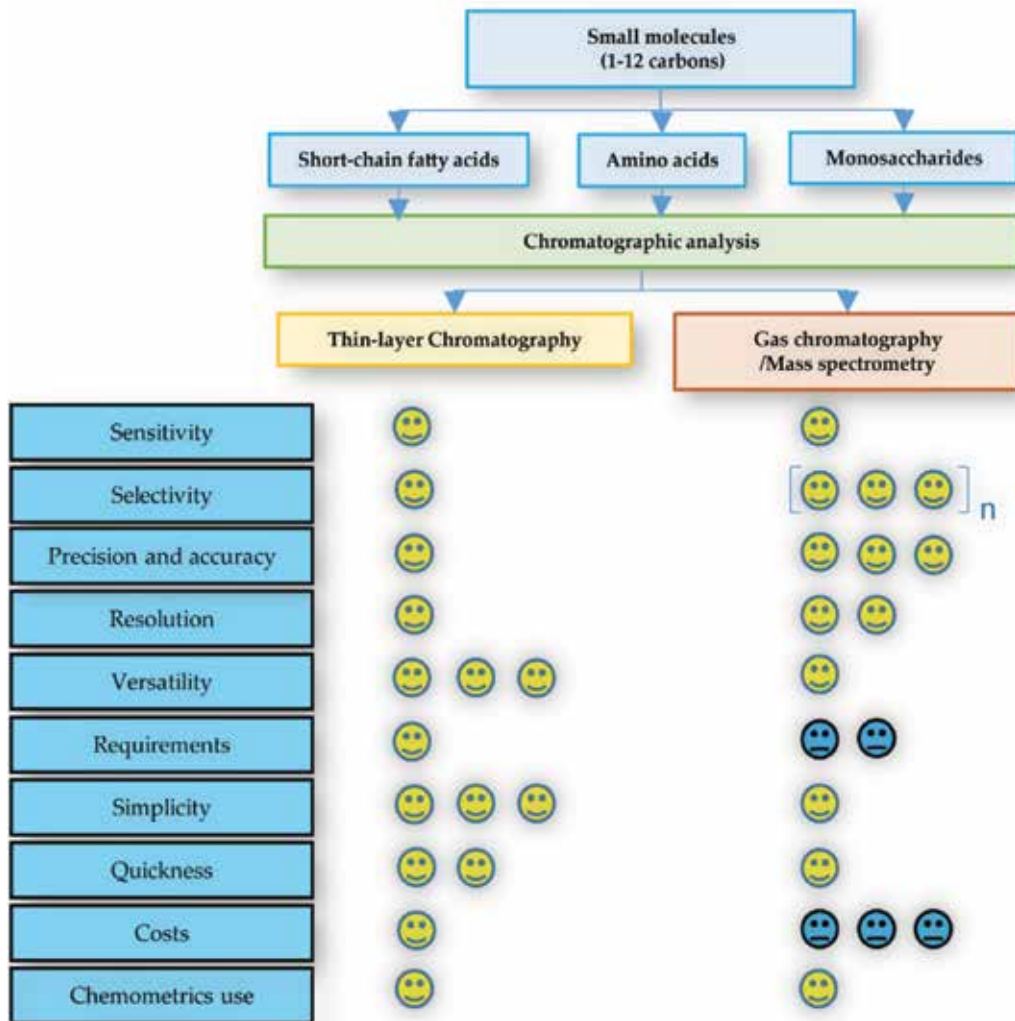 Small molecules
(1-12 carbons)
Short-chain fatty acids
Amino acids
Monosaccharides
Chromatographic analysis
Thin-layer Chromatography
Gas chromatography
/Mass spectrometry
Sensitivity
Selectivity
n
Precision and accuracy
Resolution
Versatility
Requirements
Simplicity
Quickness
Costs
Chemometrics use